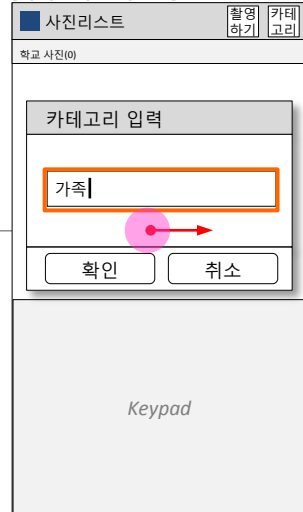 사진리스트
촬영
하기
카테
고리
학교 사진(0)
카테고리 입력
가족
확인
취소
Keypad